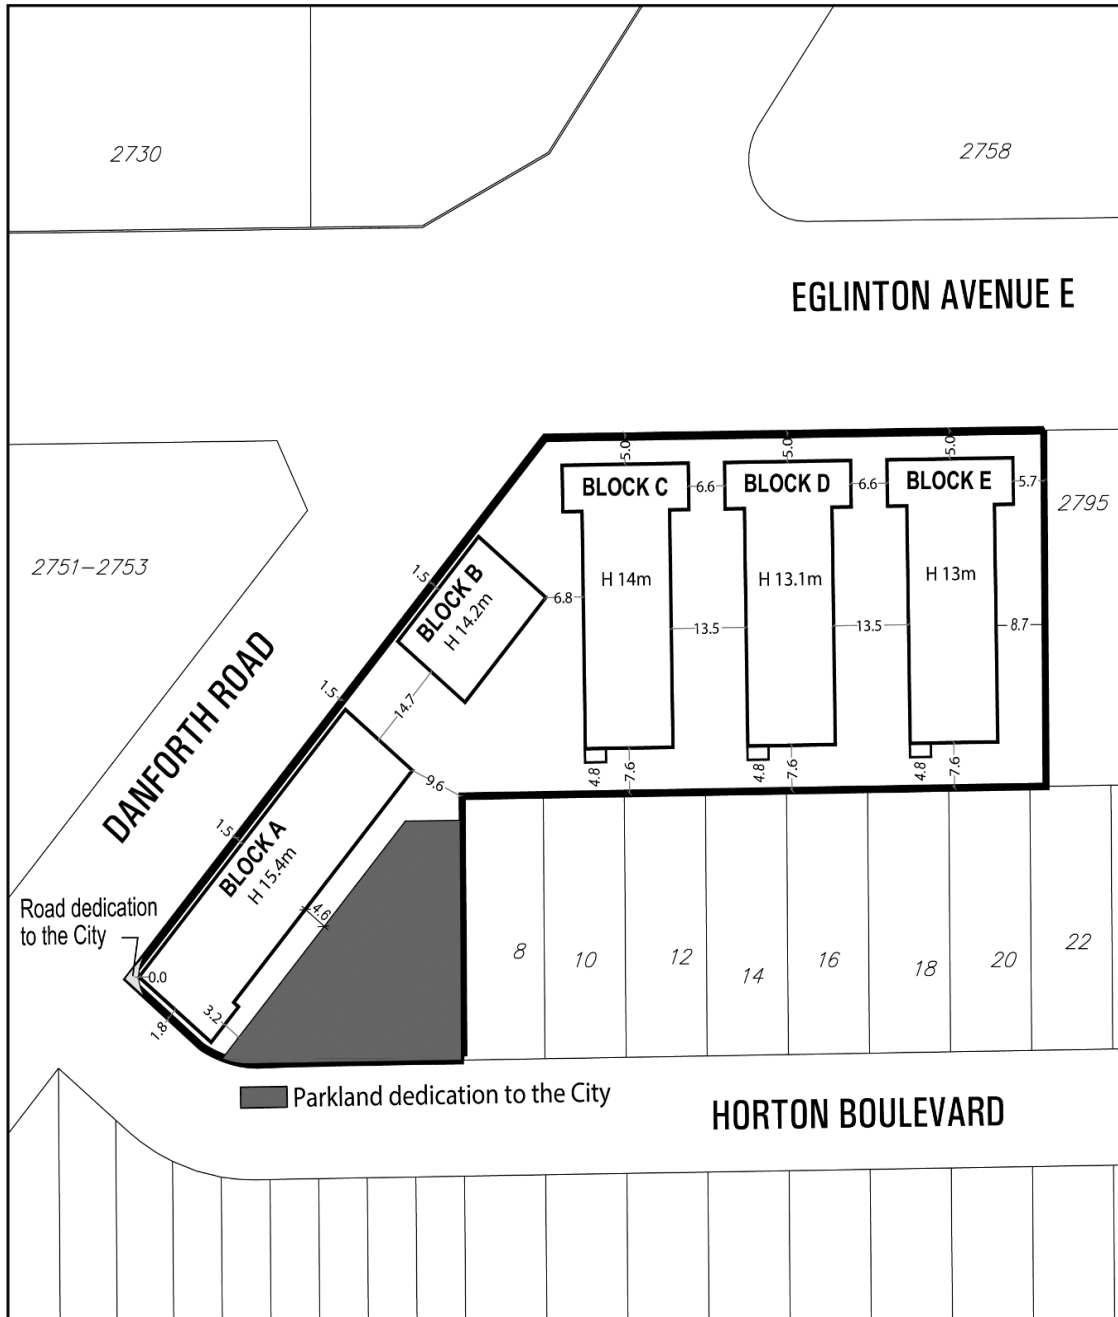 2730
2758
EGLINTON AVENUE E
5.0
5.0
5.0
BLOCK C
6.6
BLOCK D
6.6
BLOCK E
5.7
2795
2751-2753
1.5
BLOCK B
H 14.2m
6.8
H 14m
H 13.1m
H 13m
13.5
13.5
8.7
DANFORTH ROAD
1.5
14.7
9.6
4.8
7.6
4.8
7.6
4.8
7.6
1.5
BLOCK A
H 15.4m
4.6
Road dedication
to the City
0.0
3.2
1.8
8
10
12
14
16
18
20
22
Parkland dedication to the City
HORTON BOULEVARD